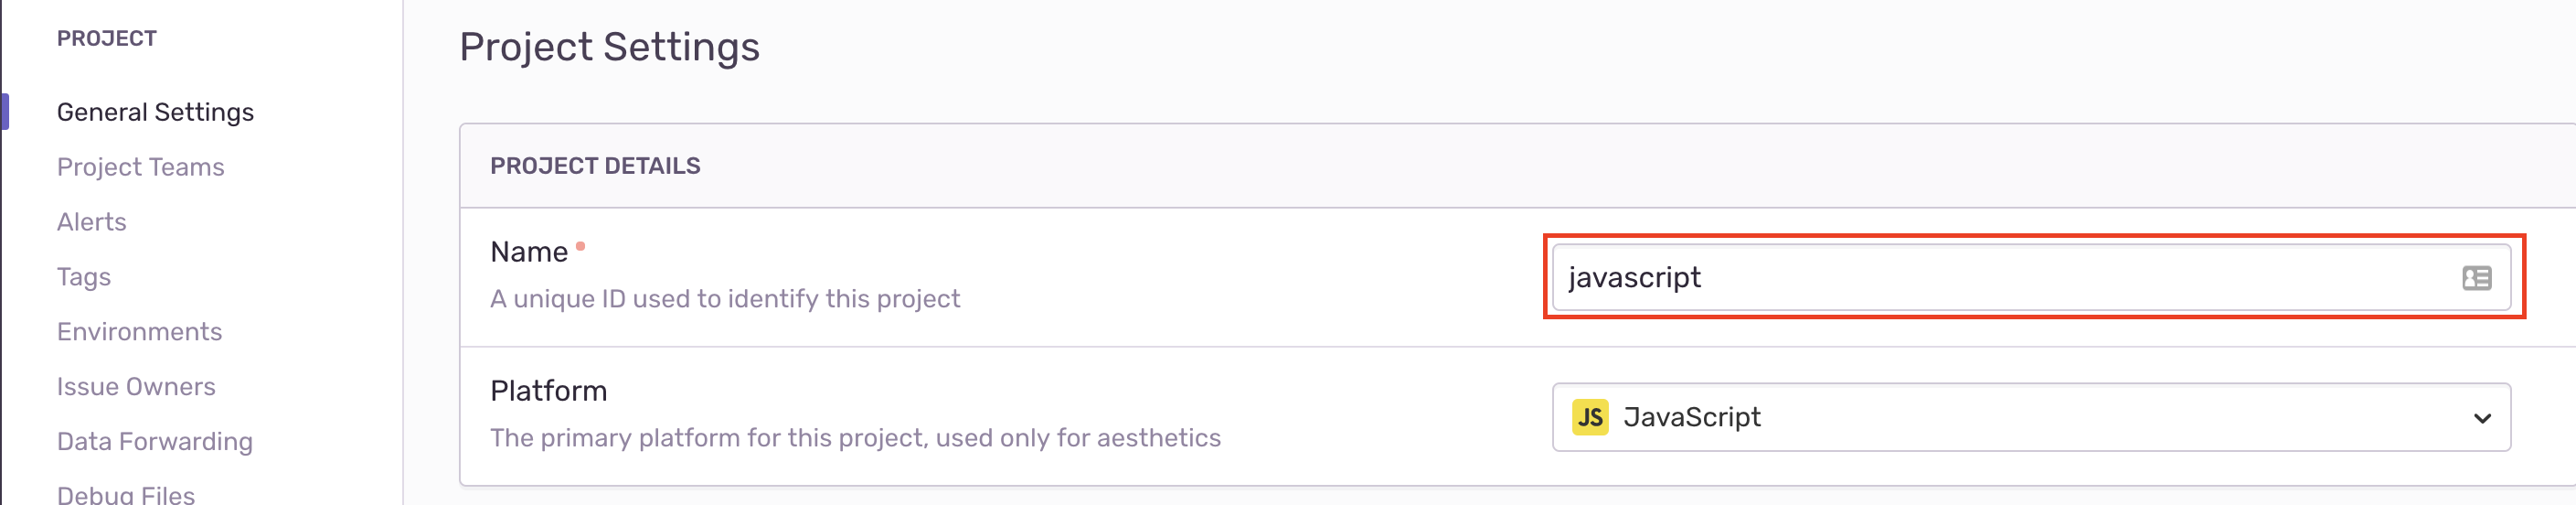 PROJECT
General Settings
Project Teams
Alerts
Tags
Environments
Issue Owners
Data Forwarding
Debug Files
Project Settings
PROJECT DETAILS
Name
A unique ID used to identify this project
javascript
Platform
The primary platform for this project, used only for aesthetics
JS JavaScript